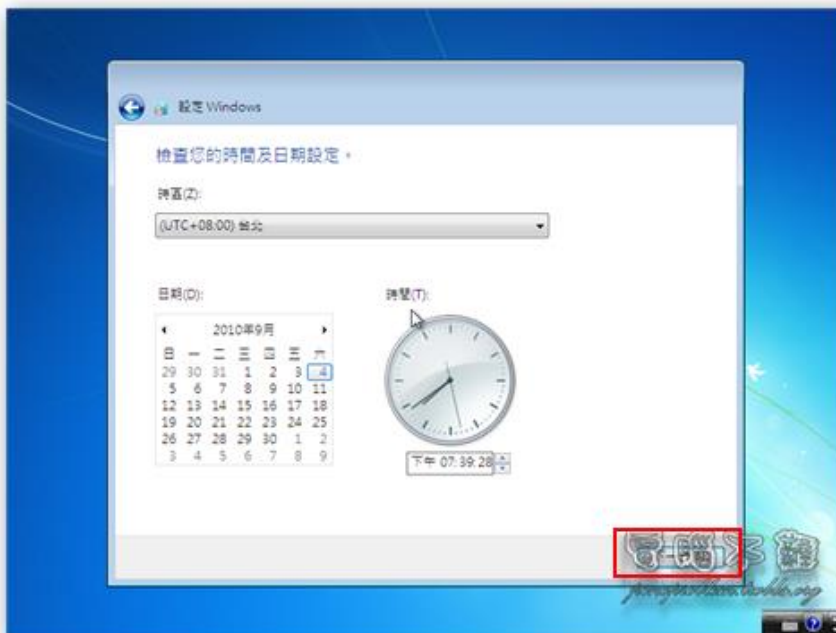 設定 Windows
檢查您的時間及日期設定。
時區(Z):
(UTC+08:00) 台北
日期(D):
時間(T):
2010年9月
日 一 二 三 四 五 六
29 30 31 1 2 3 4
5 6 7 8 9 10 11
12 13 14 15 16 17 18
19 20 21 22 23 24 25
26 27 28 29 30 1 2
3 4 5 6 7 8 9
下午 07:39:28